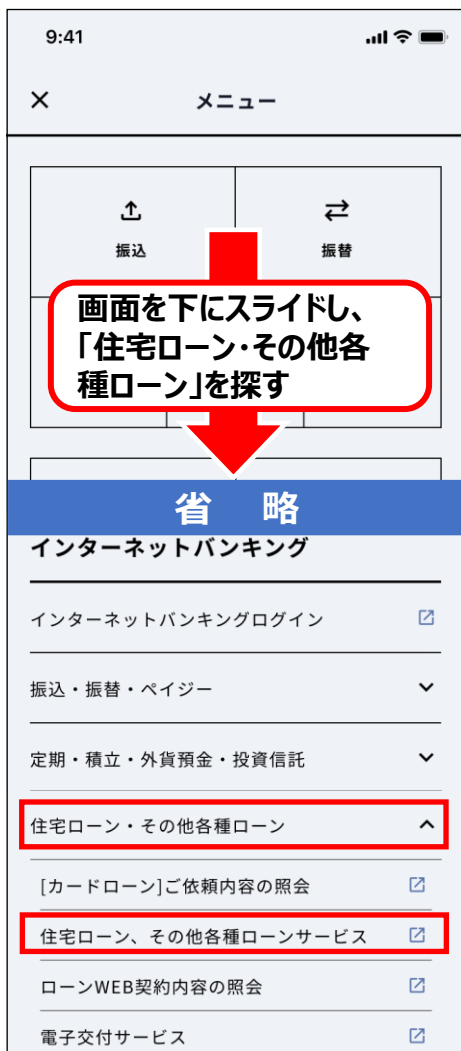 9:41
メニュー
振込
振替
画面を下にスライドし、
「住宅ローン・その他各
種ローン」を探す
省 略
インターネットバンキング
インターネットバンキングログイン
振込・振替・ペイジー
定期・積立・外貨預金・投資信託
住宅ローン・その他各種ローン
[カードローン]ご依頼内容の照会
住宅ローン、その他各種ローンサービス
ローンWEB契約内容の照会
電子交付サービス